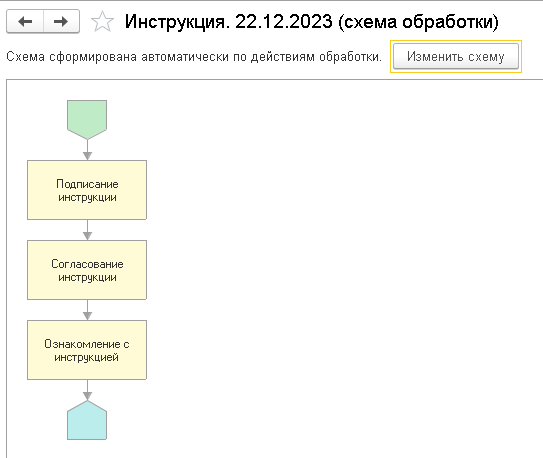 Инструкция. 22.12.2023 (схема обработки)
Схема сформирована автоматически по действиям обработки. Изменить схему
Подписание
инструкции
Согласование
инструкции
Ознакомление с
инструкцией